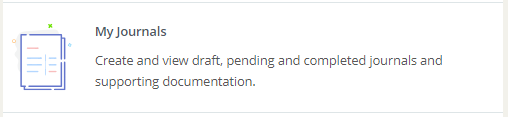 My Journals
Create and view draft, pending and completed journals and
supporting documentation.